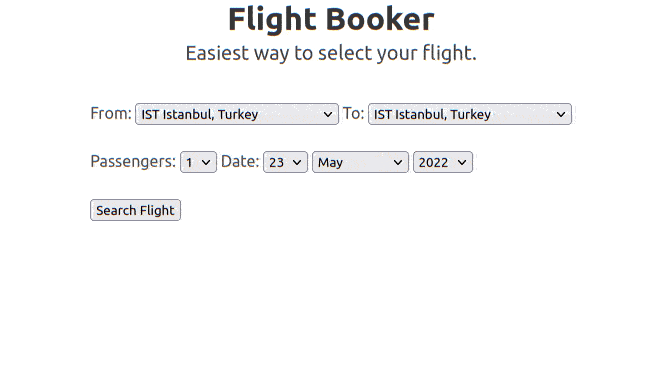 Flight Booker
Easiest way to select your flight.
From: IST Istanbul, Turkey To: IST Istanbul, Turkey
Passengers: 1 Date: 23 May 2022
Search Flight